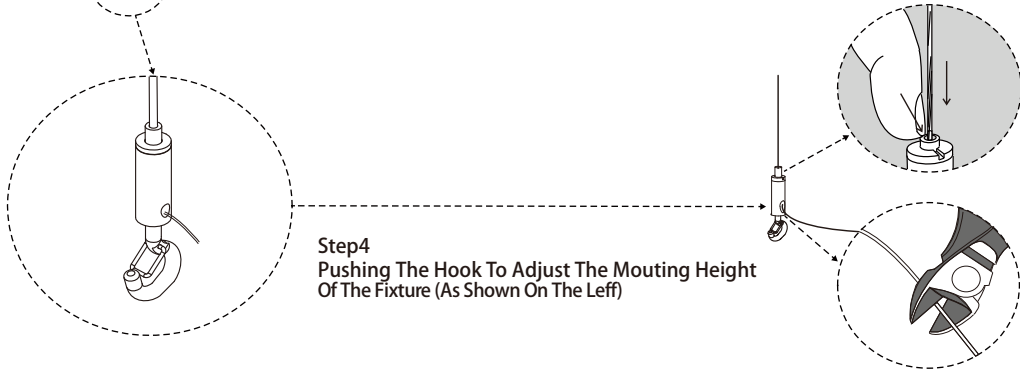 Step4
Pushing The Hook To Adjust The Mouting Height
Of The Fixture (As Shown On The Leff)